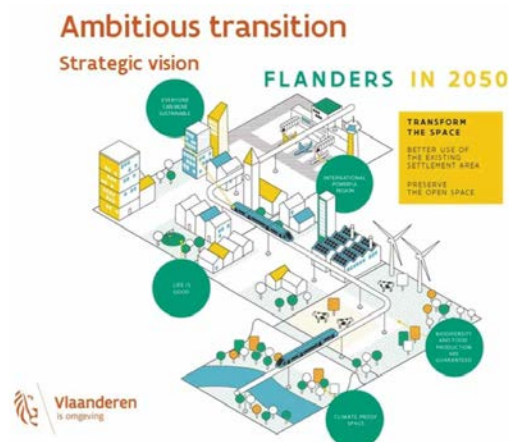 Ambitious transition
Strategic vision
FLANDERS IN 2050
EVERYONE
CAN MOVE
SUSTAINABLE
TRANSFORM
THE SPACE
BETTER USE OF
THE EXISTING
SETTLEMENT AREA
PRESERVE
THE OPEN SPACE
INTERNATIONAL
POWERFUL
REGION
LIFE IS
GOOD
BIODIVERSITY
AND FOOD
PRODUCTION
ARE
GUARANTEED
CLIMATE PROOF
SPACE
Vlaanderen
is omgeving